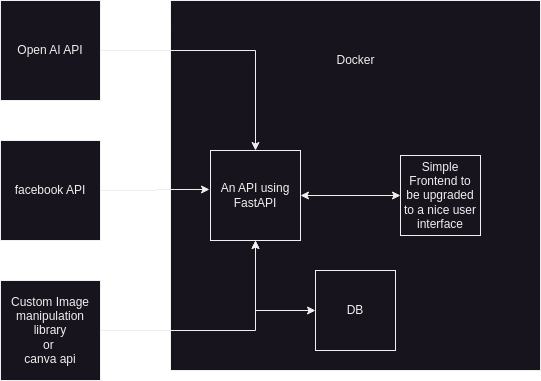 Open AI API
Docker
facebook API
An API using
FastAPI
Simple
Frontend to
be upgraded
to a nice user
interface
Custom Image
manipulation
library
or
canva api
DB